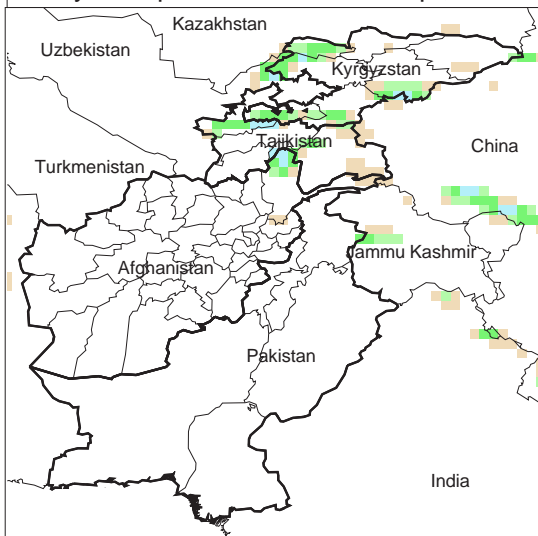 Kazakhstan
Uzbekistan
Kyrgyzstan
Tajikistan
China
Turkmenistan
Jammu Kashmir
Afghanistan
Pakistan
India